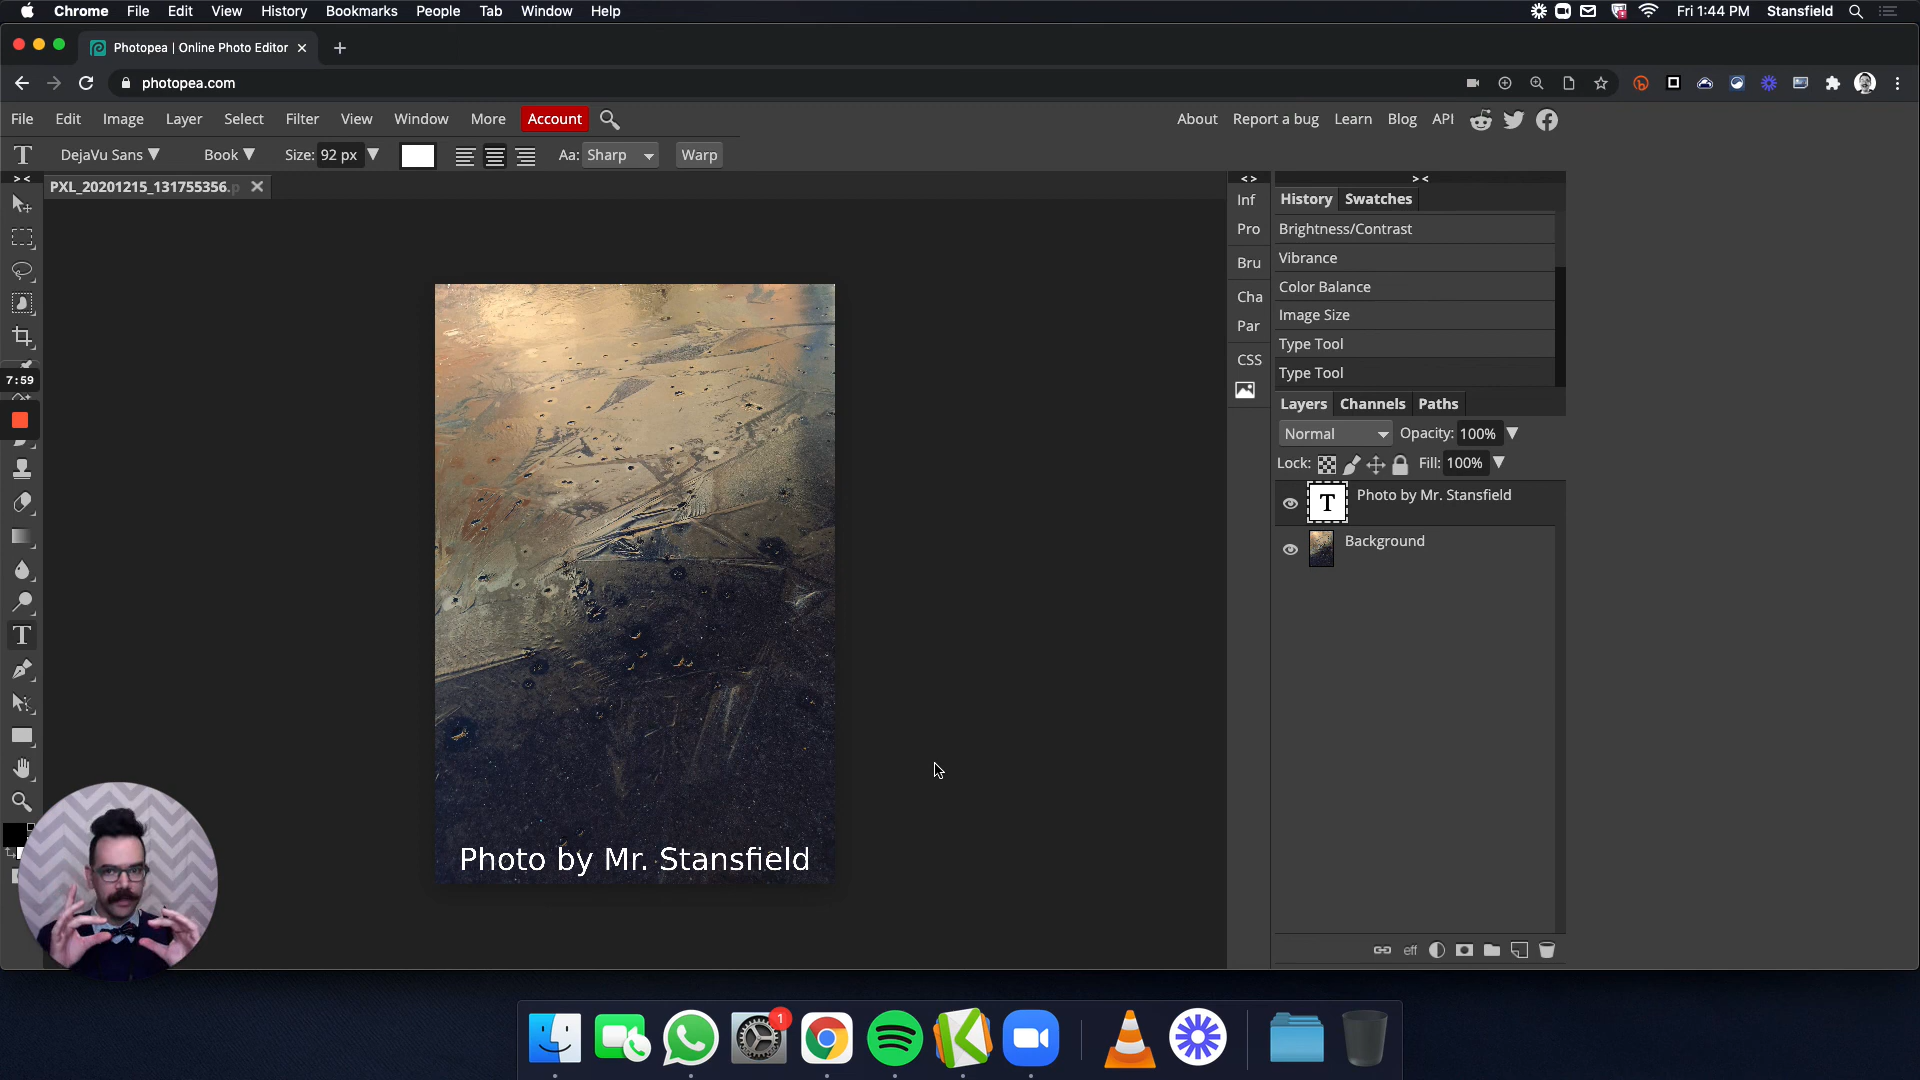 Chrome File Edit View History Bookmarks People Tab Window Help
Fri 1:44 PM Stansfield
Photopea | Online Photo Editor
photopea.com
File Edit Image Layer Select Filter View Window More Account
About Report a bug Learn Blog API
T DejaVu Sans Book Size: 92 px Aa: Sharp Warp
> < < > > <
PXL_20201215_131755356.p
Inf
Pro
Bru
Cha
Par
CSS
History Swatches
Brightness/Contrast
Vibrance
Color Balance
Image Size
Type Tool
Type Tool
Layers Channels Paths
Normal Opacity: 100%
Lock: Fill: 100%
T Photo by Mr. Stansfield
Background
7:59
T
Photo by Mr. Stansfield
eff
1